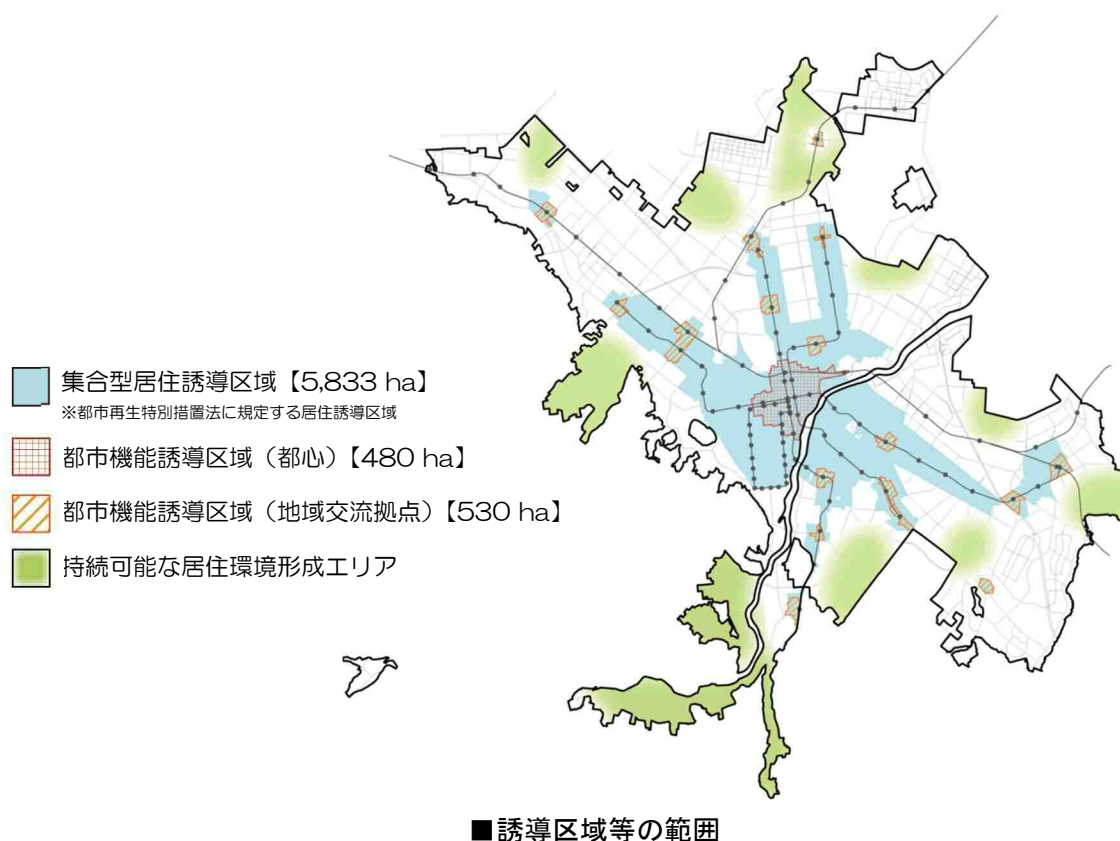 集合型居住誘導区域【5,833 ha】
※都市再生特別措置法に規定する居住誘導区域
都市機能誘導区域（都心）【480 ha】
都市機能誘導区域（地域交流拠点）【530 ha】
持続可能な居住環境形成エリア
■誘導区域等の範囲